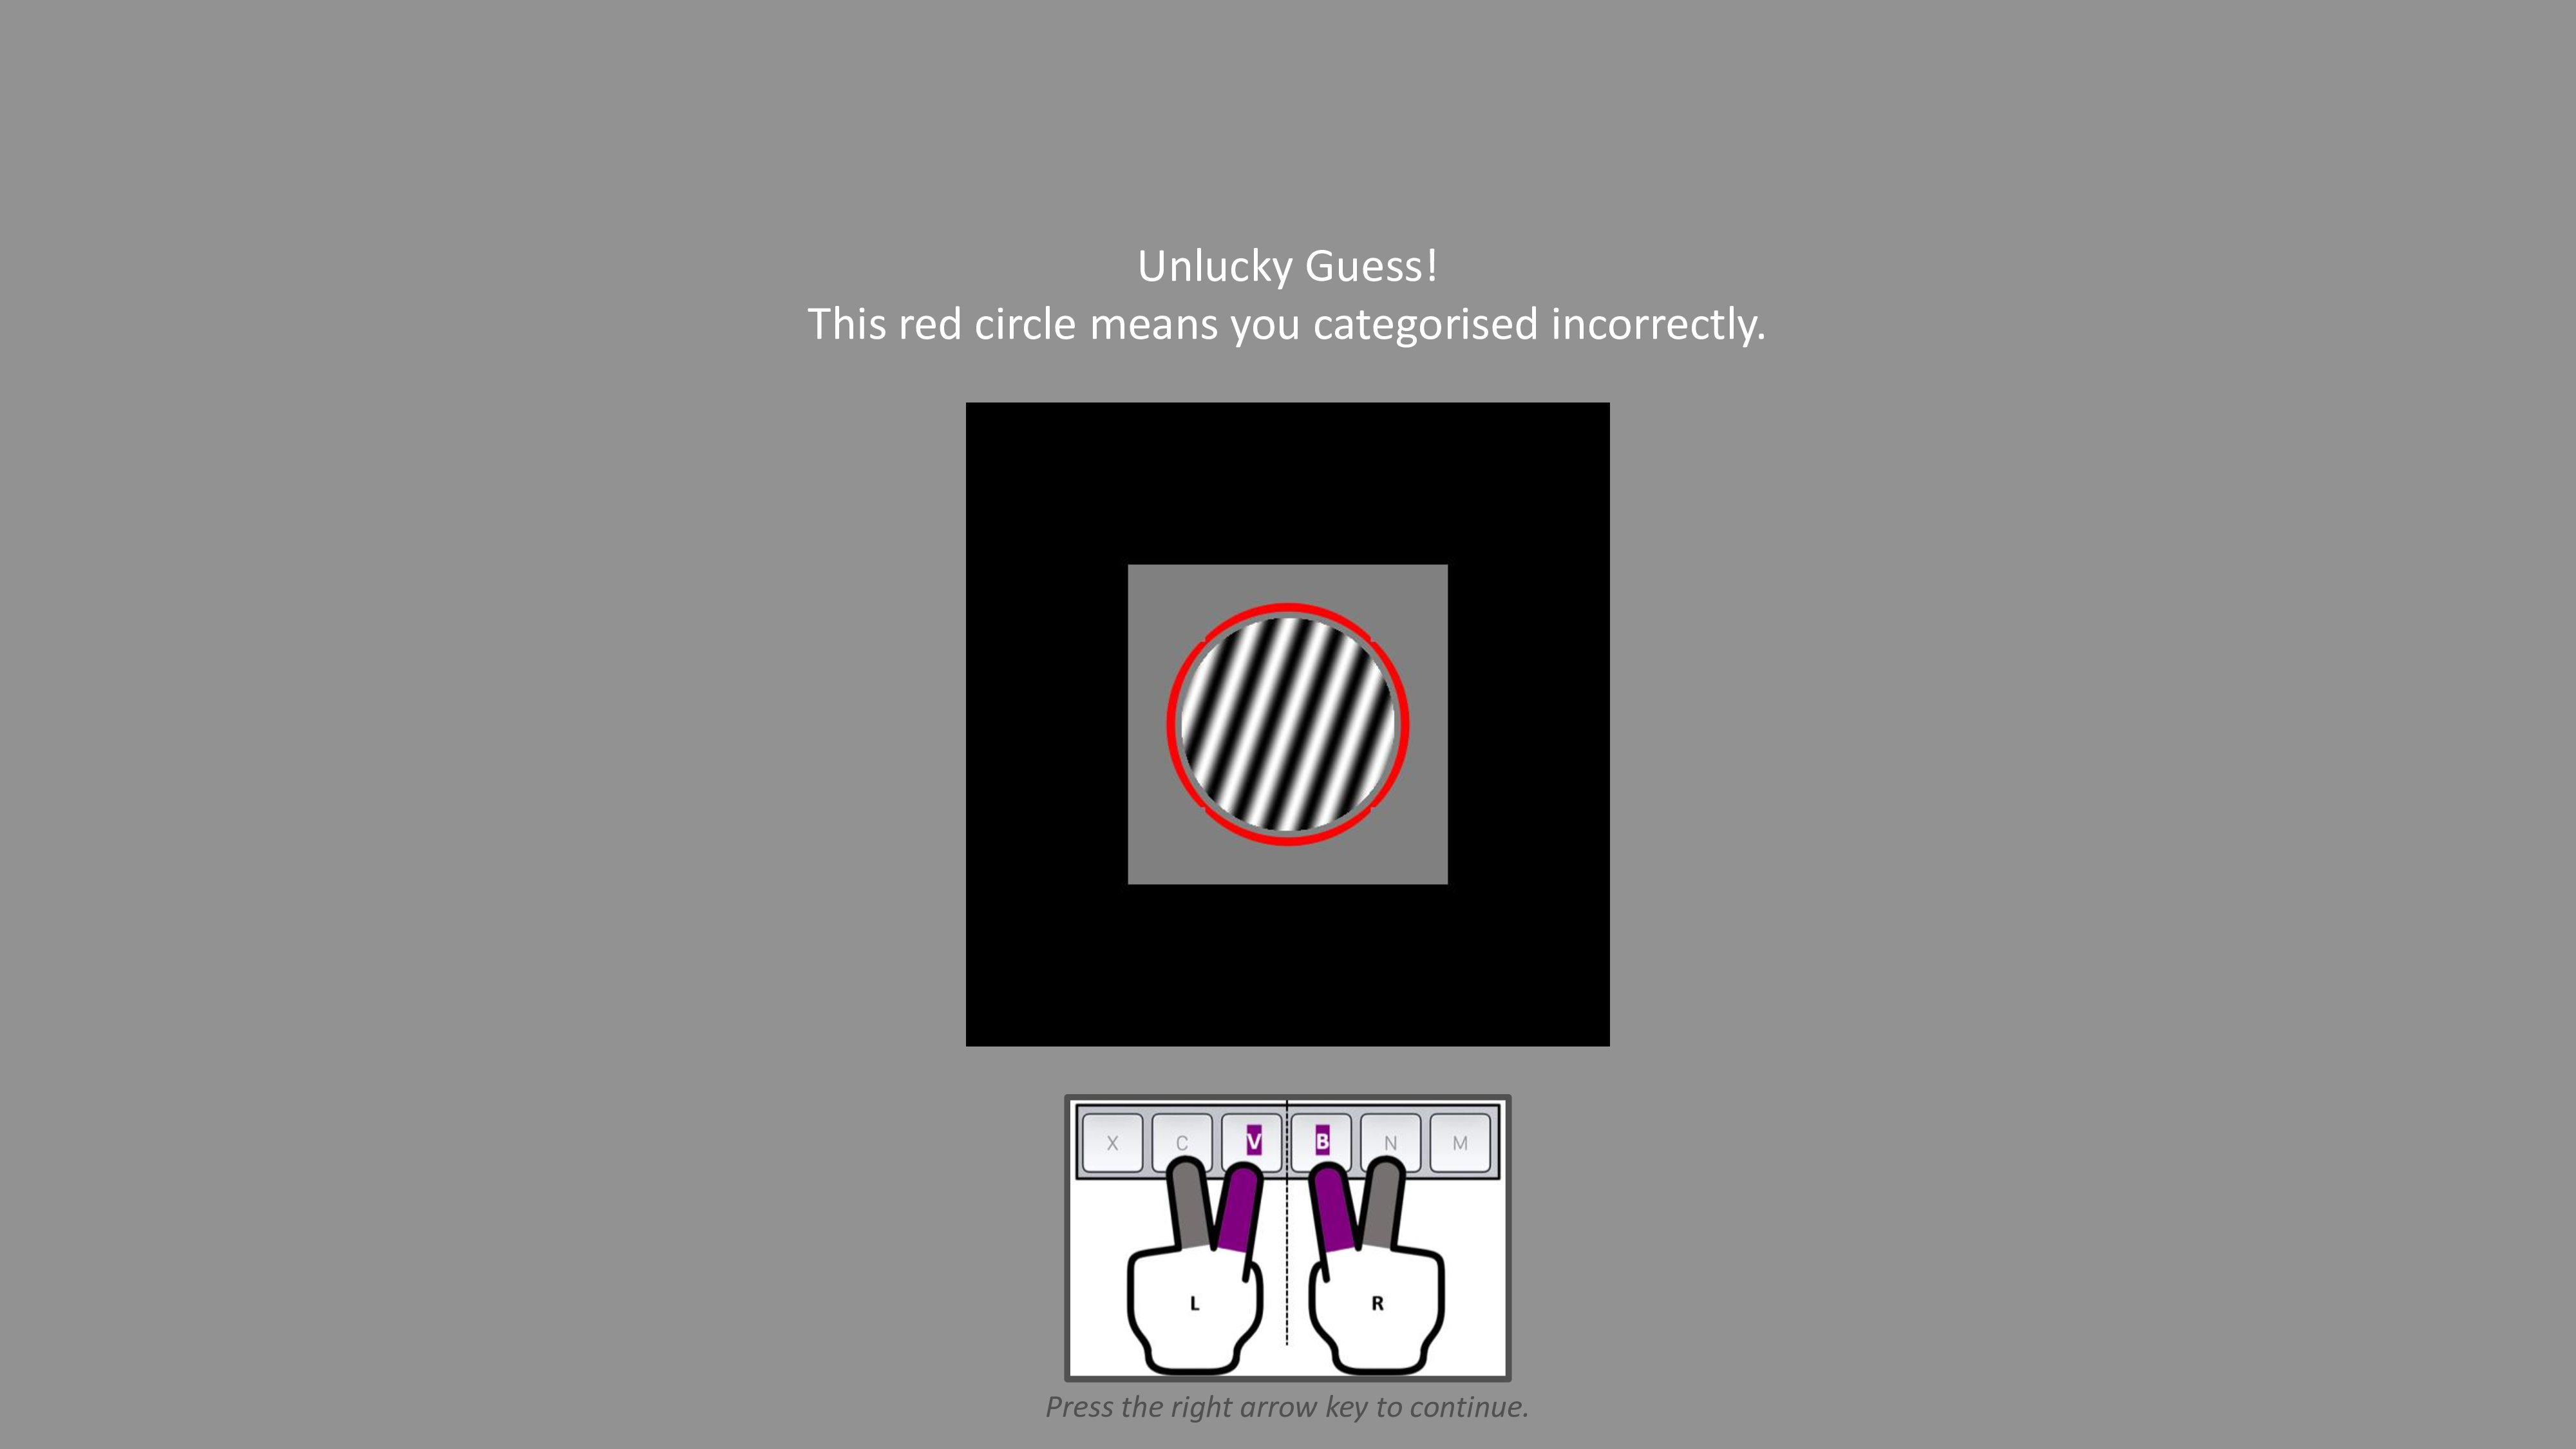 Unlucky Guess!
This red circle means you categorised incorrectly.
X C V B N M
L R
Press the right arrow key to continue.